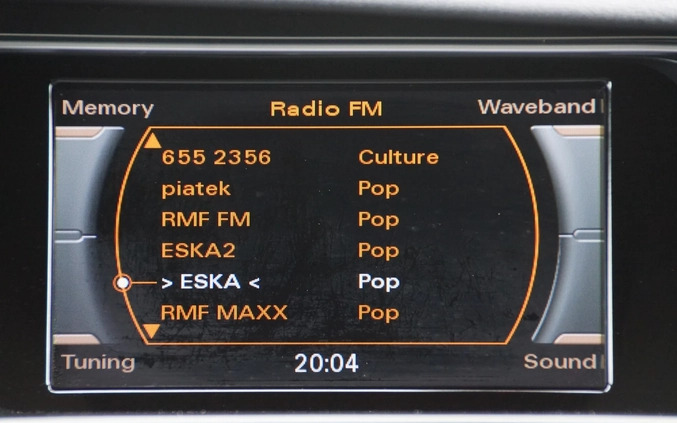 Memory Radio FM Waveband
655 2356 Culture
piatek Pop
RMF FM Pop
ESKA2 Pop
> ESKA < Pop
RMF MAXX Pop
Tuning 20:04 Sound